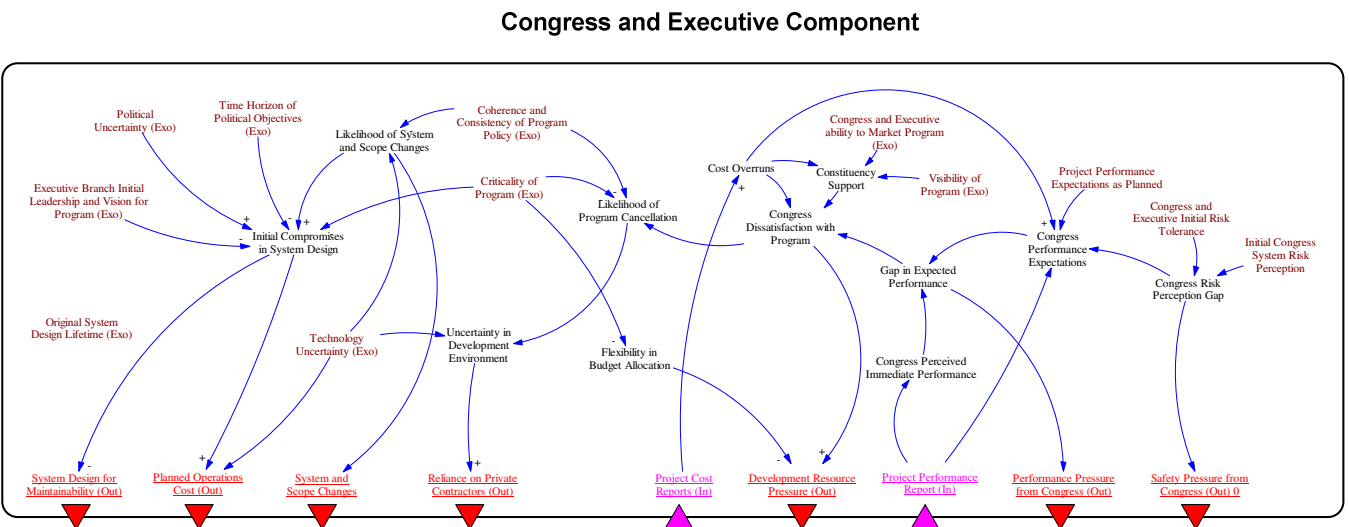 Congress and Executive Component
Political
Uncertainty (Exo)
Time Horizon of
Political Objectives
(Exo)
Likelihood of System
and Scope Changes
Coherence and
Consistency of Program
Policy (Exo)
Congress and Executive
ability to Market Program
(Exo)
Cost Overruns
Constituency
Support
Visibility of
Program (Exo)
Project Performance
Expectations as Planned
Executive Branch Initial
Leadership and Vision for
Program (Exo)
Criticality of
Program (Exo)
Likelihood of
Program Cancellation
Congress
Dissatisfaction with
Program
Congress and
Executive Initial Risk
Tolerance
Initial Compromises
in System Design
Congress
Performance
Expectations
Initial Congress
System Risk
Perception
Gap in Expected
Performance
Congress Risk
Perception Gap
Original System
Design Lifetime (Exo)
Technology
Uncertainty (Exo)
Uncertainty in
Development
Environment
Flexibility in
Budget Allocation
Congress Perceived
Immediate Performance
System Design for
Maintainability (Out)
Planned Operations
Cost (Out)
System and
Scope Changes
Reliance on Private
Contractors (Out)
Project Cost
Reports (In)
Development Resource
Pressure (Out)
Project Performance
Report (In)
Performance Pressure
from Congress (Out)
Safety Pressure from
Congress (Out) 0